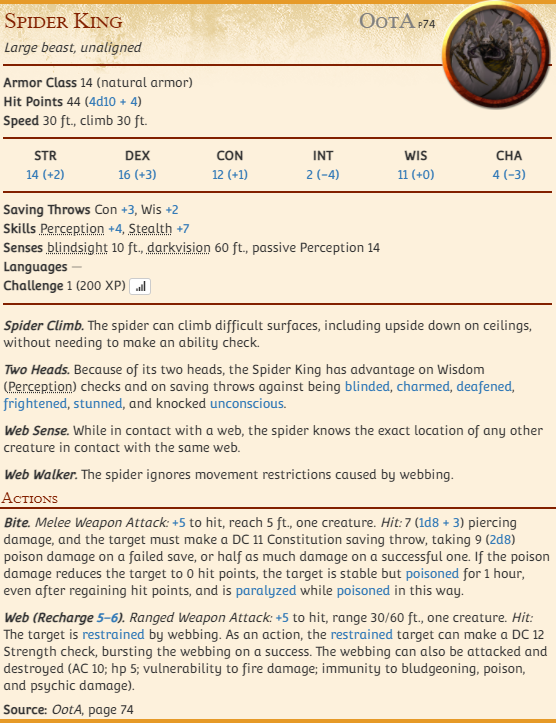 Spider King OotA p74
Large beast, unaligned
Armor Class 14 (natural armor)
Hit Points 44 (4d10 + 4)
Speed 30 ft., climb 30 ft.
STR DEX CON INT WIS CHA
14 (+2) 16 (+3) 12 (+1) 2 (−4) 11 (+0) 4 (−3)
Saving Throws Con +3, Wis +2
Skills Perception +4, Stealth +7
Senses blindsight 10 ft., darkvision 60 ft., passive Perception 14
Languages —
Challenge 1 (200 XP)
Spider Climb. The spider can climb difficult surfaces, including upside down on ceilings,
without needing to make an ability check.
Two Heads. Because of its two heads, the Spider King has advantage on Wisdom
(Perception) checks and on saving throws against being blinded, charmed, deafened,
frightened, stunned, and knocked unconscious.
Web Sense. While in contact with a web, the spider knows the exact location of any other
creature in contact with the same web.
Web Walker. The spider ignores movement restrictions caused by webbing.
Actions
Bite. Melee Weapon Attack: +5 to hit, reach 5 ft., one creature. Hit: 7 (1d8 + 3) piercing
damage, and the target must make a DC 11 Constitution saving throw, taking 9 (2d8)
poison damage on a failed save, or half as much damage on a successful one. If the poison
damage reduces the target to 0 hit points, the target is stable but poisoned for 1 hour,
even after regaining hit points, and is paralyzed while poisoned in this way.
Web (Recharge 5–6). Ranged Weapon Attack: +5 to hit, range 30/60 ft., one creature. Hit:
The target is restrained by webbing. As an action, the restrained target can make a DC 12
Strength check, bursting the webbing on a success. The webbing can also be attacked and
destroyed (AC 10; hp 5; vulnerability to fire damage; immunity to bludgeoning, poison,
and psychic damage).
Source: OotA, page 74